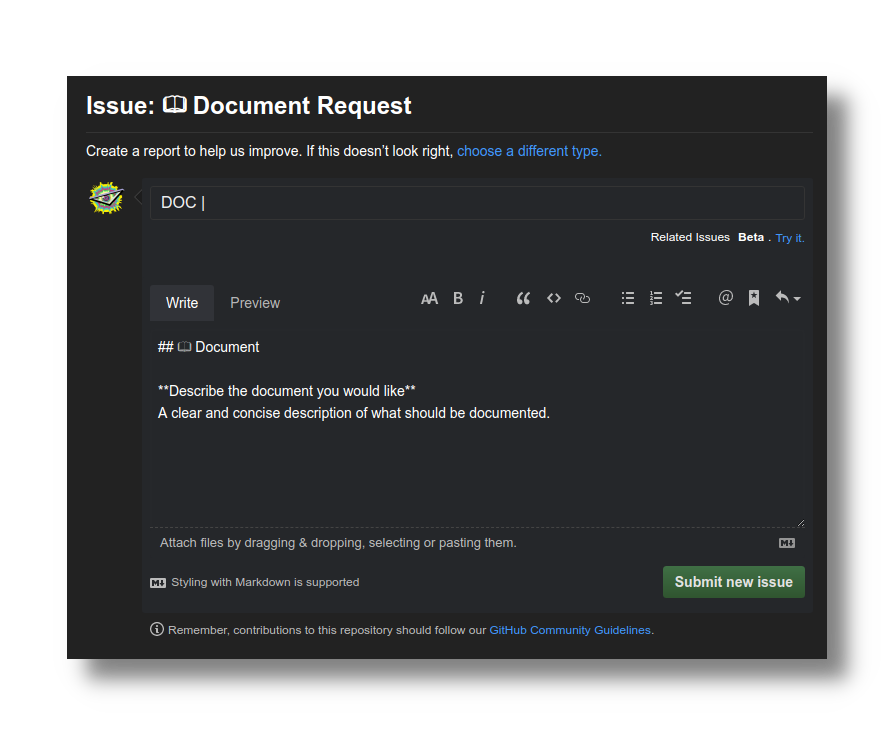 Issue: 📖 Document Request
Create a report to help us improve. If this doesn’t look right, choose a different type.
DOC |
Related Issues Beta . Try it.
Write Preview
## 📖 Document
**Describe the document you would like**
A clear and concise description of what should be documented.
Attach files by dragging & dropping, selecting or pasting them.
Styling with Markdown is supported
Submit new issue
Remember, contributions to this repository should follow our GitHub Community Guidelines.